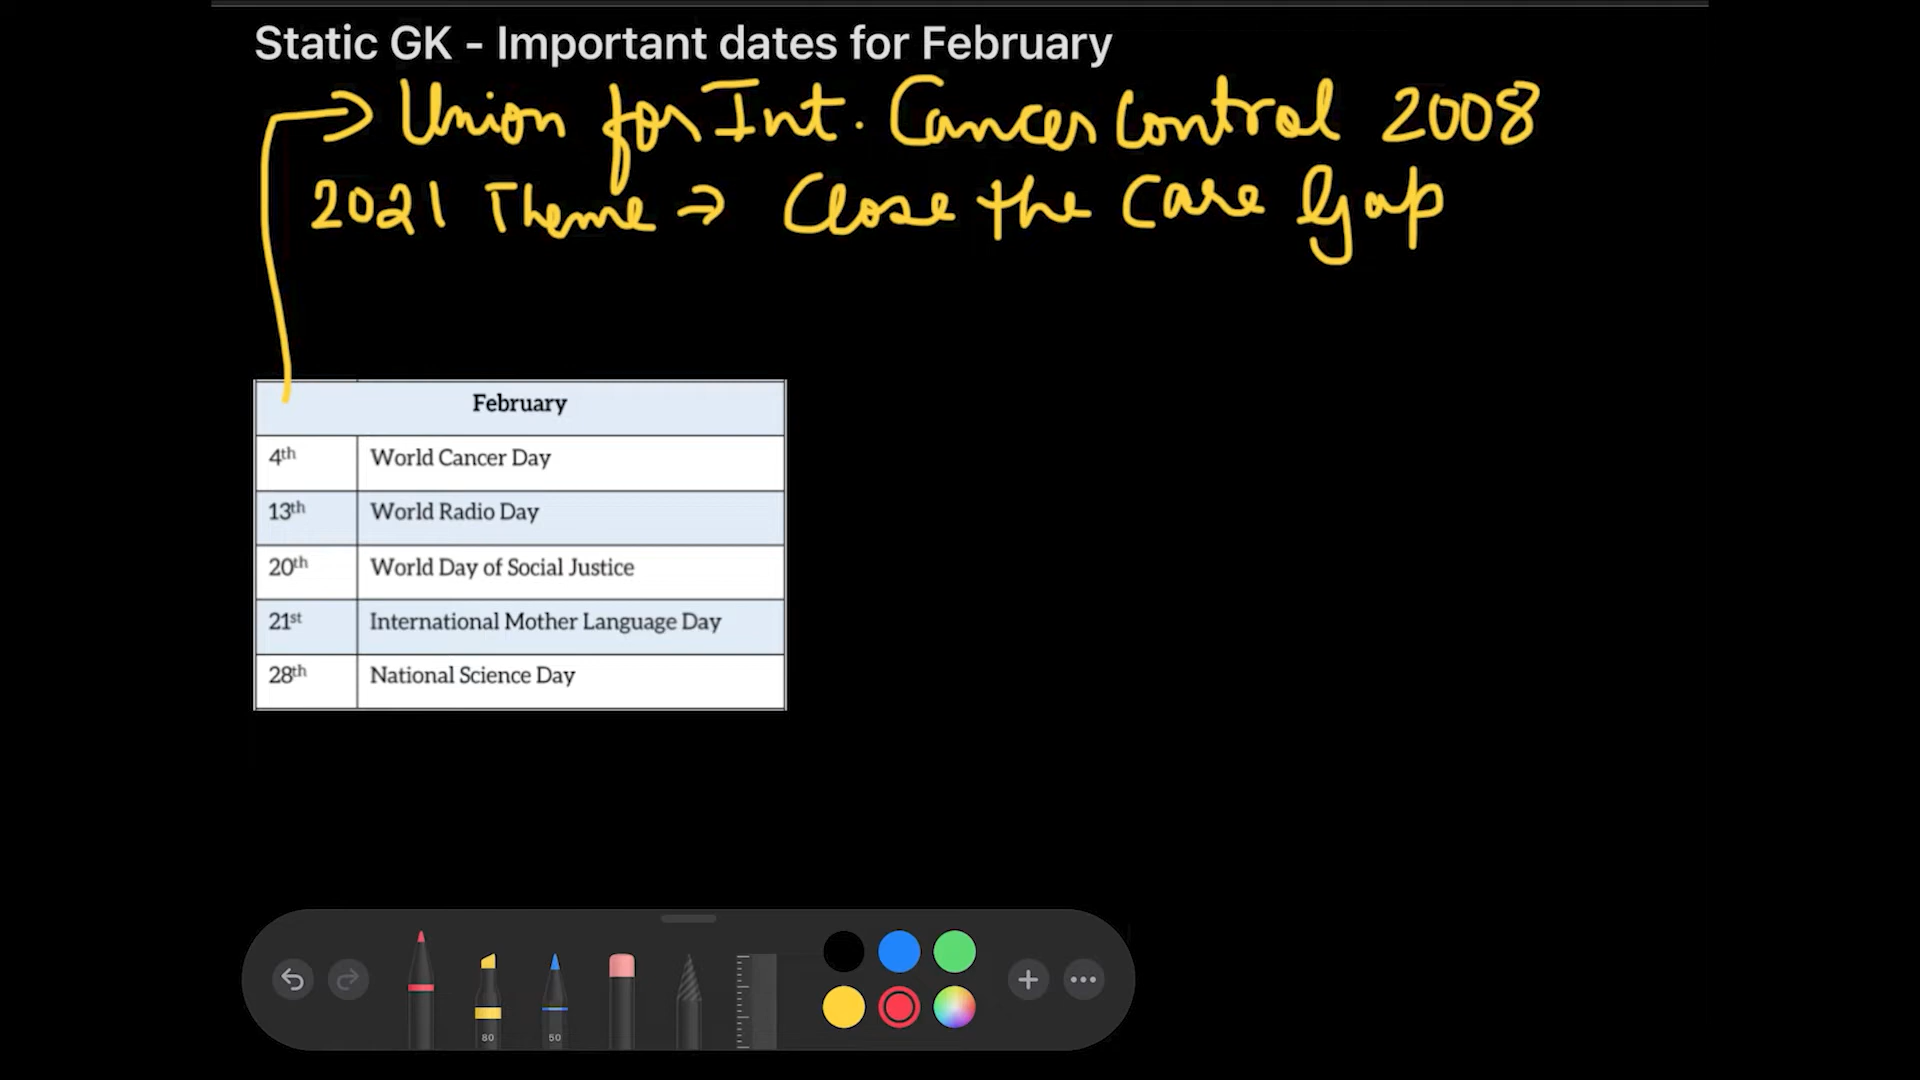 Static GK - Important dates for February
Union for Int. Cancer Control 2008
2021 Theme → Close the Care Gap
February
4th World Cancer Day
13th World Radio Day
20th World Day of Social Justice
21st International Mother Language Day
28th National Science Day
80 50